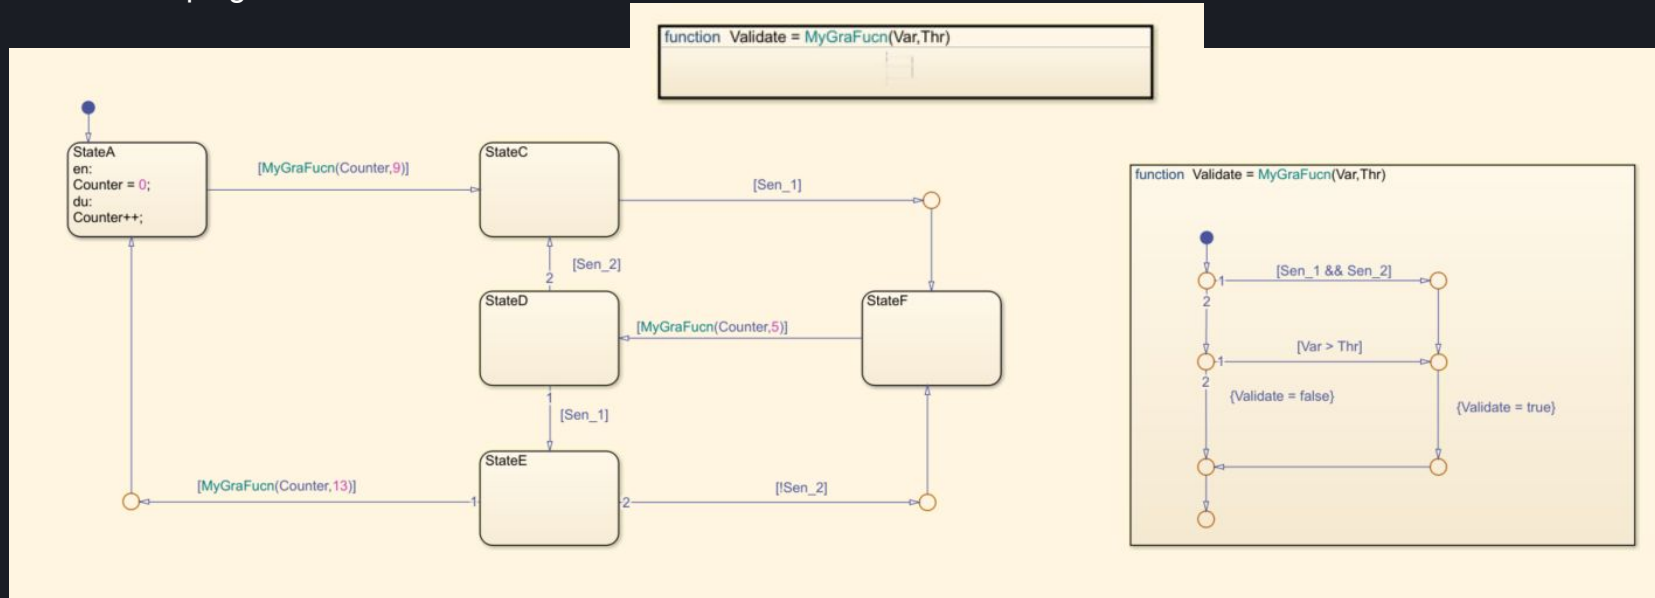 function Validate = MyGraFucn(Var,Thr)
StateA
en:
Counter = 0;
du:
Counter++;
[MyGraFucn(Counter,9)]
StateC
[Sen_1]
2
[Sen_2]
StateD
[MyGraFucn(Counter,5)]
StateF
1
[Sen_1]
StateE
[MyGraFucn(Counter,13)]
1
2
[!Sen_2]
function Validate = MyGraFucn(Var,Thr)
1
[Sen_1 && Sen_2]
2
1
[Var > Thr]
2
{Validate = false}
{Validate = true}